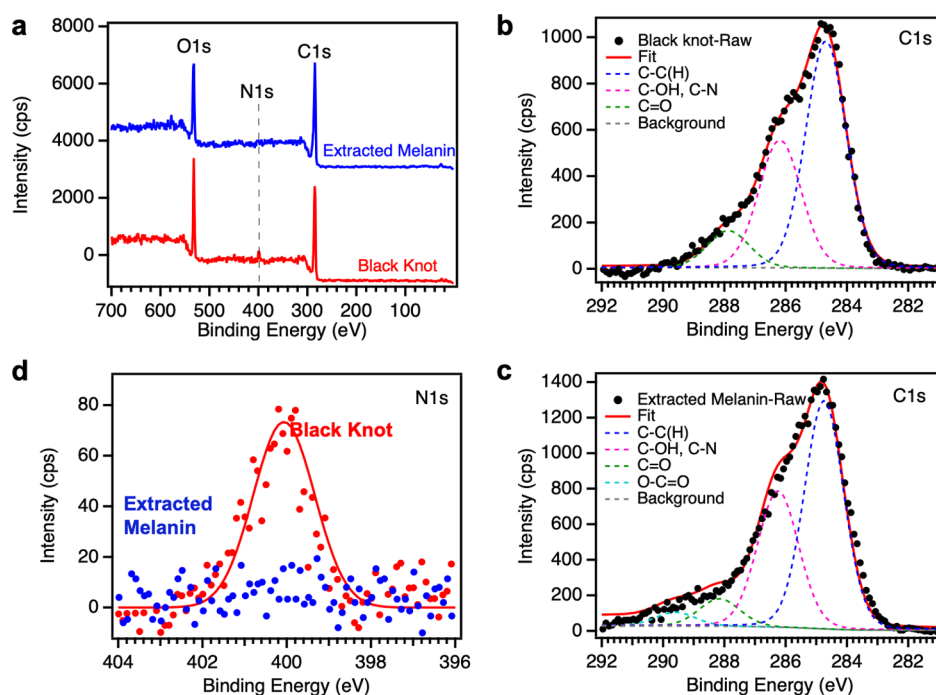 a
8000
6000
4000
2000
0
Intensity (cps)
O1s
N1s
C1s
Extracted Melanin
Black Knot
700 600 500 400 300 200 100
Binding Energy (eV)
b
1000
800
600
400
200
0
Intensity (cps)
Black knot-Raw
Fit
C-C(H)
C-OH, C-N
C=O
Background
C1s
292 290 288 286 284 282
Binding Energy (eV)
d
80
60
40
20
0
Intensity (cps)
N1s
Black Knot
Extracted
Melanin
404 402 400 398 396
Binding Energy (eV)
c
1400
1200
1000
800
600
400
200
0
Intensity (cps)
Extracted Melanin-Raw
Fit
C-C(H)
C-OH, C-N
C=O
O-C=O
Background
C1s
292 290 288 286 284 282
Binding Energy (eV)